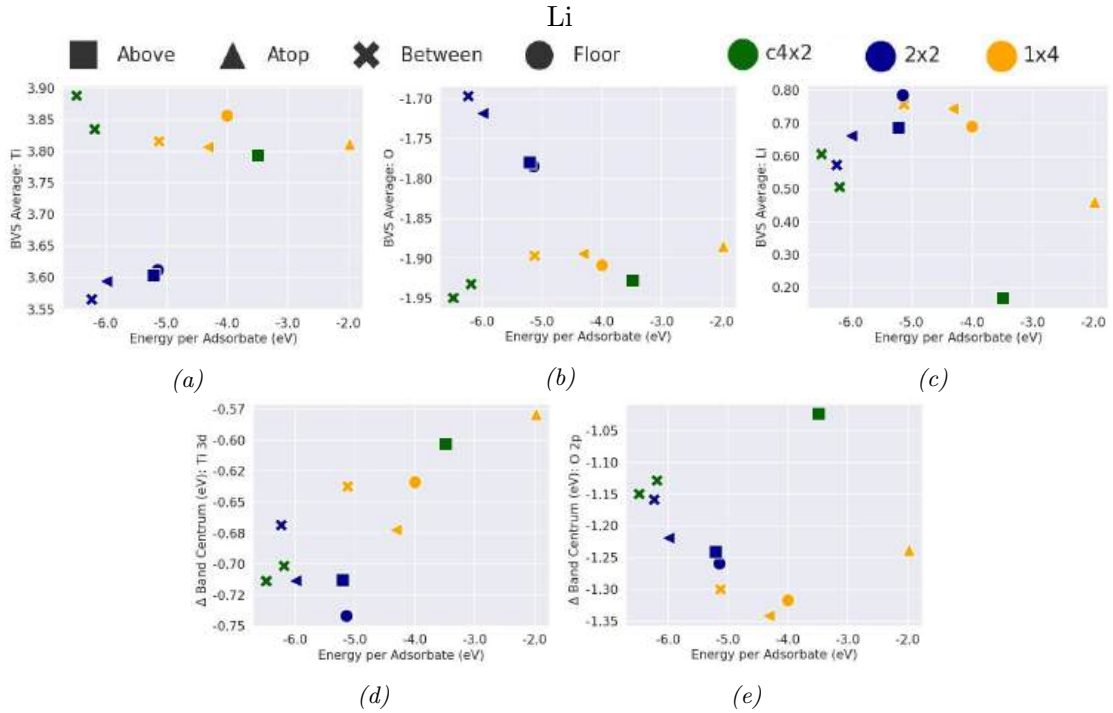 Li
Above Atop Between Floor c4x2 2x2 1x4
3.90
3.85
3.80
3.75
3.70
3.65
3.60
3.55
BVS Average: Ti
-6.0 -5.0 -4.0 -3.0 -2.0
Energy per Adsorbate (eV)
(a)
-1.70
-1.75
-1.80
-1.85
-1.90
-1.95
BVS Average: O
-6.0 -5.0 -4.0 -3.0 -2.0
Energy per Adsorbate (eV)
(b)
0.80
0.70
0.60
0.50
0.40
0.30
0.20
BVS Average: Li
-6.0 -5.0 -4.0 -3.0 -2.0
Energy per Adsorbate (eV)
(c)
-0.57
-0.60
-0.62
-0.65
-0.68
-0.70
-0.72
-0.75
Δ Band Centrum (eV): Ti 3d
-6.0 -5.0 -4.0 -3.0 -2.0
Energy per Adsorbate (eV)
(d)
-1.05
-1.10
-1.15
-1.20
-1.25
-1.30
-1.35
Δ Band Centrum (eV): O 2p
-6.0 -5.0 -4.0 -3.0 -2.0
Energy per Adsorbate (eV)
(e)